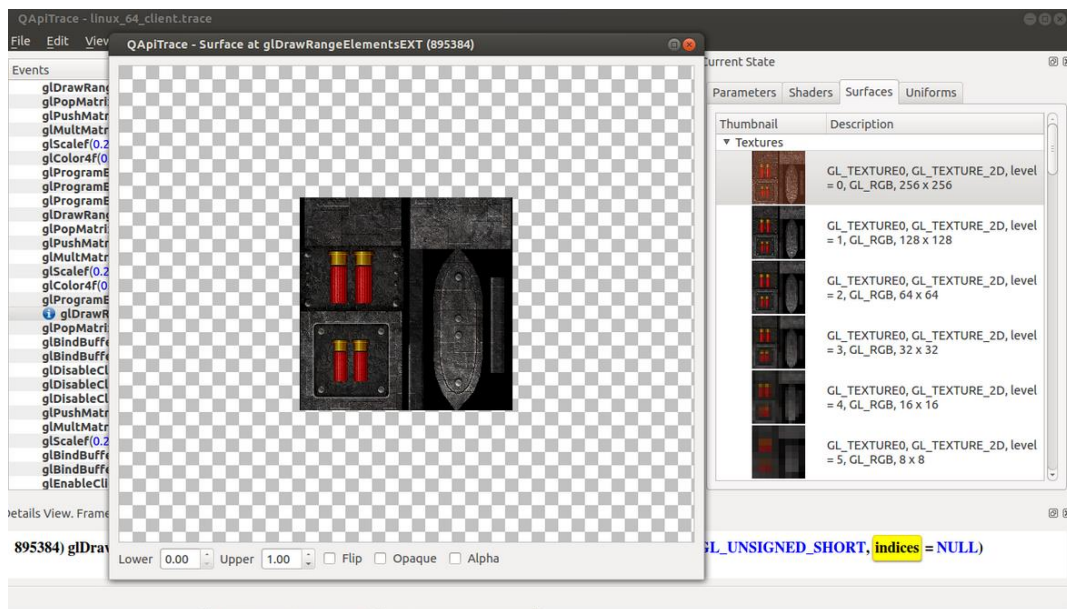 QApiTrace - linux_64_client.trace
File Edit View
QApiTrace - Surface at glDrawRangeElementsEXT (895384)
Events
glDrawRang
glPopMatri
glPushMatr
glMultMatr
glScalef(0.2
glColor4f(0
glProgramE
glProgramE
glProgramE
glDrawRang
glPopMatri
glPushMatr
glMultMatr
glScalef(0.2
glColor4f(0
glProgramE
glDrawR
glPopMatri
glBindBuffe
glBindBuffe
glDisableCl
glDisableCl
glDisableCl
glPushMatr
glMultMatr
glScalef(0.2
glBindBuffe
glBindBuffe
glEnableCli
Lower 0.00 Upper 1.00 Flip Opaque Alpha
Current State
Parameters Shaders Surfaces Uniforms
Thumbnail Description
Textures
GL_TEXTURE0, GL_TEXTURE_2D, level
= 0, GL_RGB, 256 x 256
GL_TEXTURE0, GL_TEXTURE_2D, level
= 1, GL_RGB, 128 x 128
GL_TEXTURE0, GL_TEXTURE_2D, level
= 2, GL_RGB, 64 x 64
GL_TEXTURE0, GL_TEXTURE_2D, level
= 3, GL_RGB, 32 x 32
GL_TEXTURE0, GL_TEXTURE_2D, level
= 4, GL_RGB, 16 x 16
GL_TEXTURE0, GL_TEXTURE_2D, level
= 5, GL_RGB, 8 x 8
Details View. Frame
895384) glDraw GL_UNSIGNED_SHORT, indices = NULL)